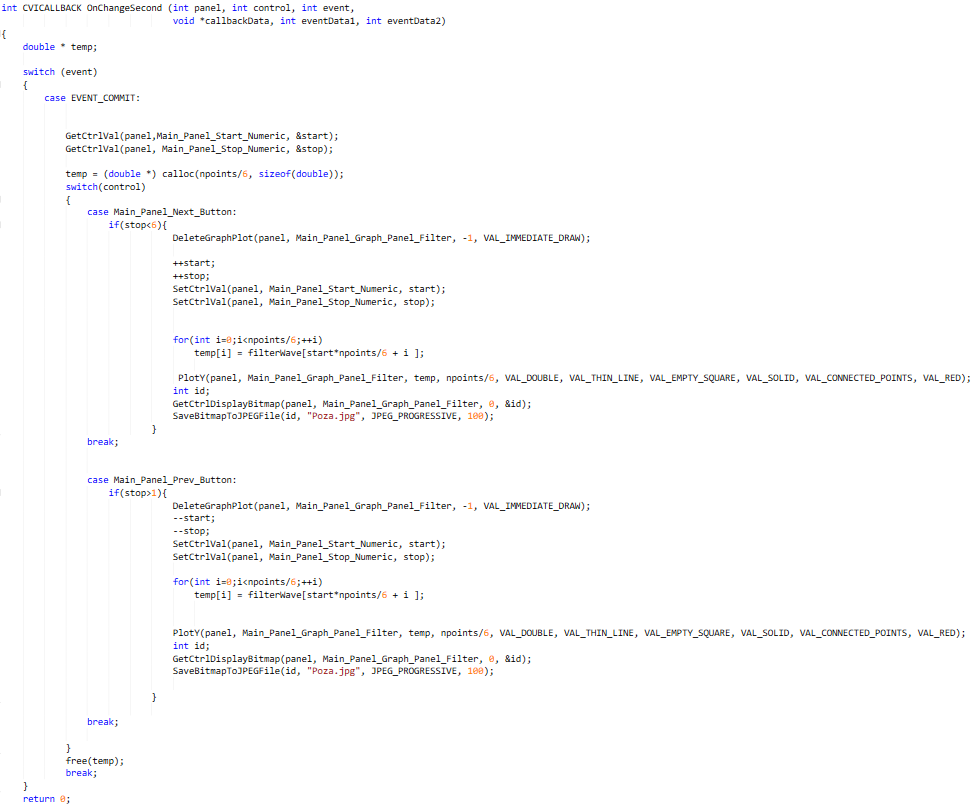 int CVICALLBACK OnChangeSecond (int panel, int control, int event,
void *callbackData, int eventData1, int eventData2)
{
double * temp;
switch (event)
{
case EVENT_COMMIT:
GetCtrlVal(panel,Main_Panel_Start_Numeric, &start);
GetCtrlVal(panel, Main_Panel_Stop_Numeric, &stop);
temp = (double *) calloc(npoints/6, sizeof(double));
switch(control)
{
case Main_Panel_Next_Button:
if(stop<6){
DeleteGraphPlot(panel, Main_Panel_Graph_Panel_Filter, -1, VAL_IMMEDIATE_DRAW);
++start;
++stop;
SetCtrlVal(panel, Main_Panel_Start_Numeric, start);
SetCtrlVal(panel, Main_Panel_Stop_Numeric, stop);
for(int i=0;i<npoints/6;++i)
temp[i] = filterWave[start*npoints/6 + i ];
PlotY(panel, Main_Panel_Graph_Panel_Filter, temp, npoints/6, VAL_DOUBLE, VAL_THIN_LINE, VAL_EMPTY_SQUARE, VAL_SOLID, VAL_CONNECTED_POINTS, VAL_RED);
int id;
GetCtrlDisplayBitmap(panel, Main_Panel_Graph_Panel_Filter, 0, &id);
SaveBitmapToJPEGFile(id, "Poza.jpg", JPEG_PROGRESSIVE, 100);
}
break;
case Main_Panel_Prev_Button:
if(stop>1){
DeleteGraphPlot(panel, Main_Panel_Graph_Panel_Filter, -1, VAL_IMMEDIATE_DRAW);
--start;
--stop;
SetCtrlVal(panel, Main_Panel_Start_Numeric, start);
SetCtrlVal(panel, Main_Panel_Stop_Numeric, stop);
for(int i=0;i<npoints/6;++i)
temp[i] = filterWave[start*npoints/6 + i ];
PlotY(panel, Main_Panel_Graph_Panel_Filter, temp, npoints/6, VAL_DOUBLE, VAL_THIN_LINE, VAL_EMPTY_SQUARE, VAL_SOLID, VAL_CONNECTED_POINTS, VAL_RED);
int id;
GetCtrlDisplayBitmap(panel, Main_Panel_Graph_Panel_Filter, 0, &id);
SaveBitmapToJPEGFile(id, "Poza.jpg", JPEG_PROGRESSIVE, 100);
}
break;
}
free(temp);
break;
}
return 0;